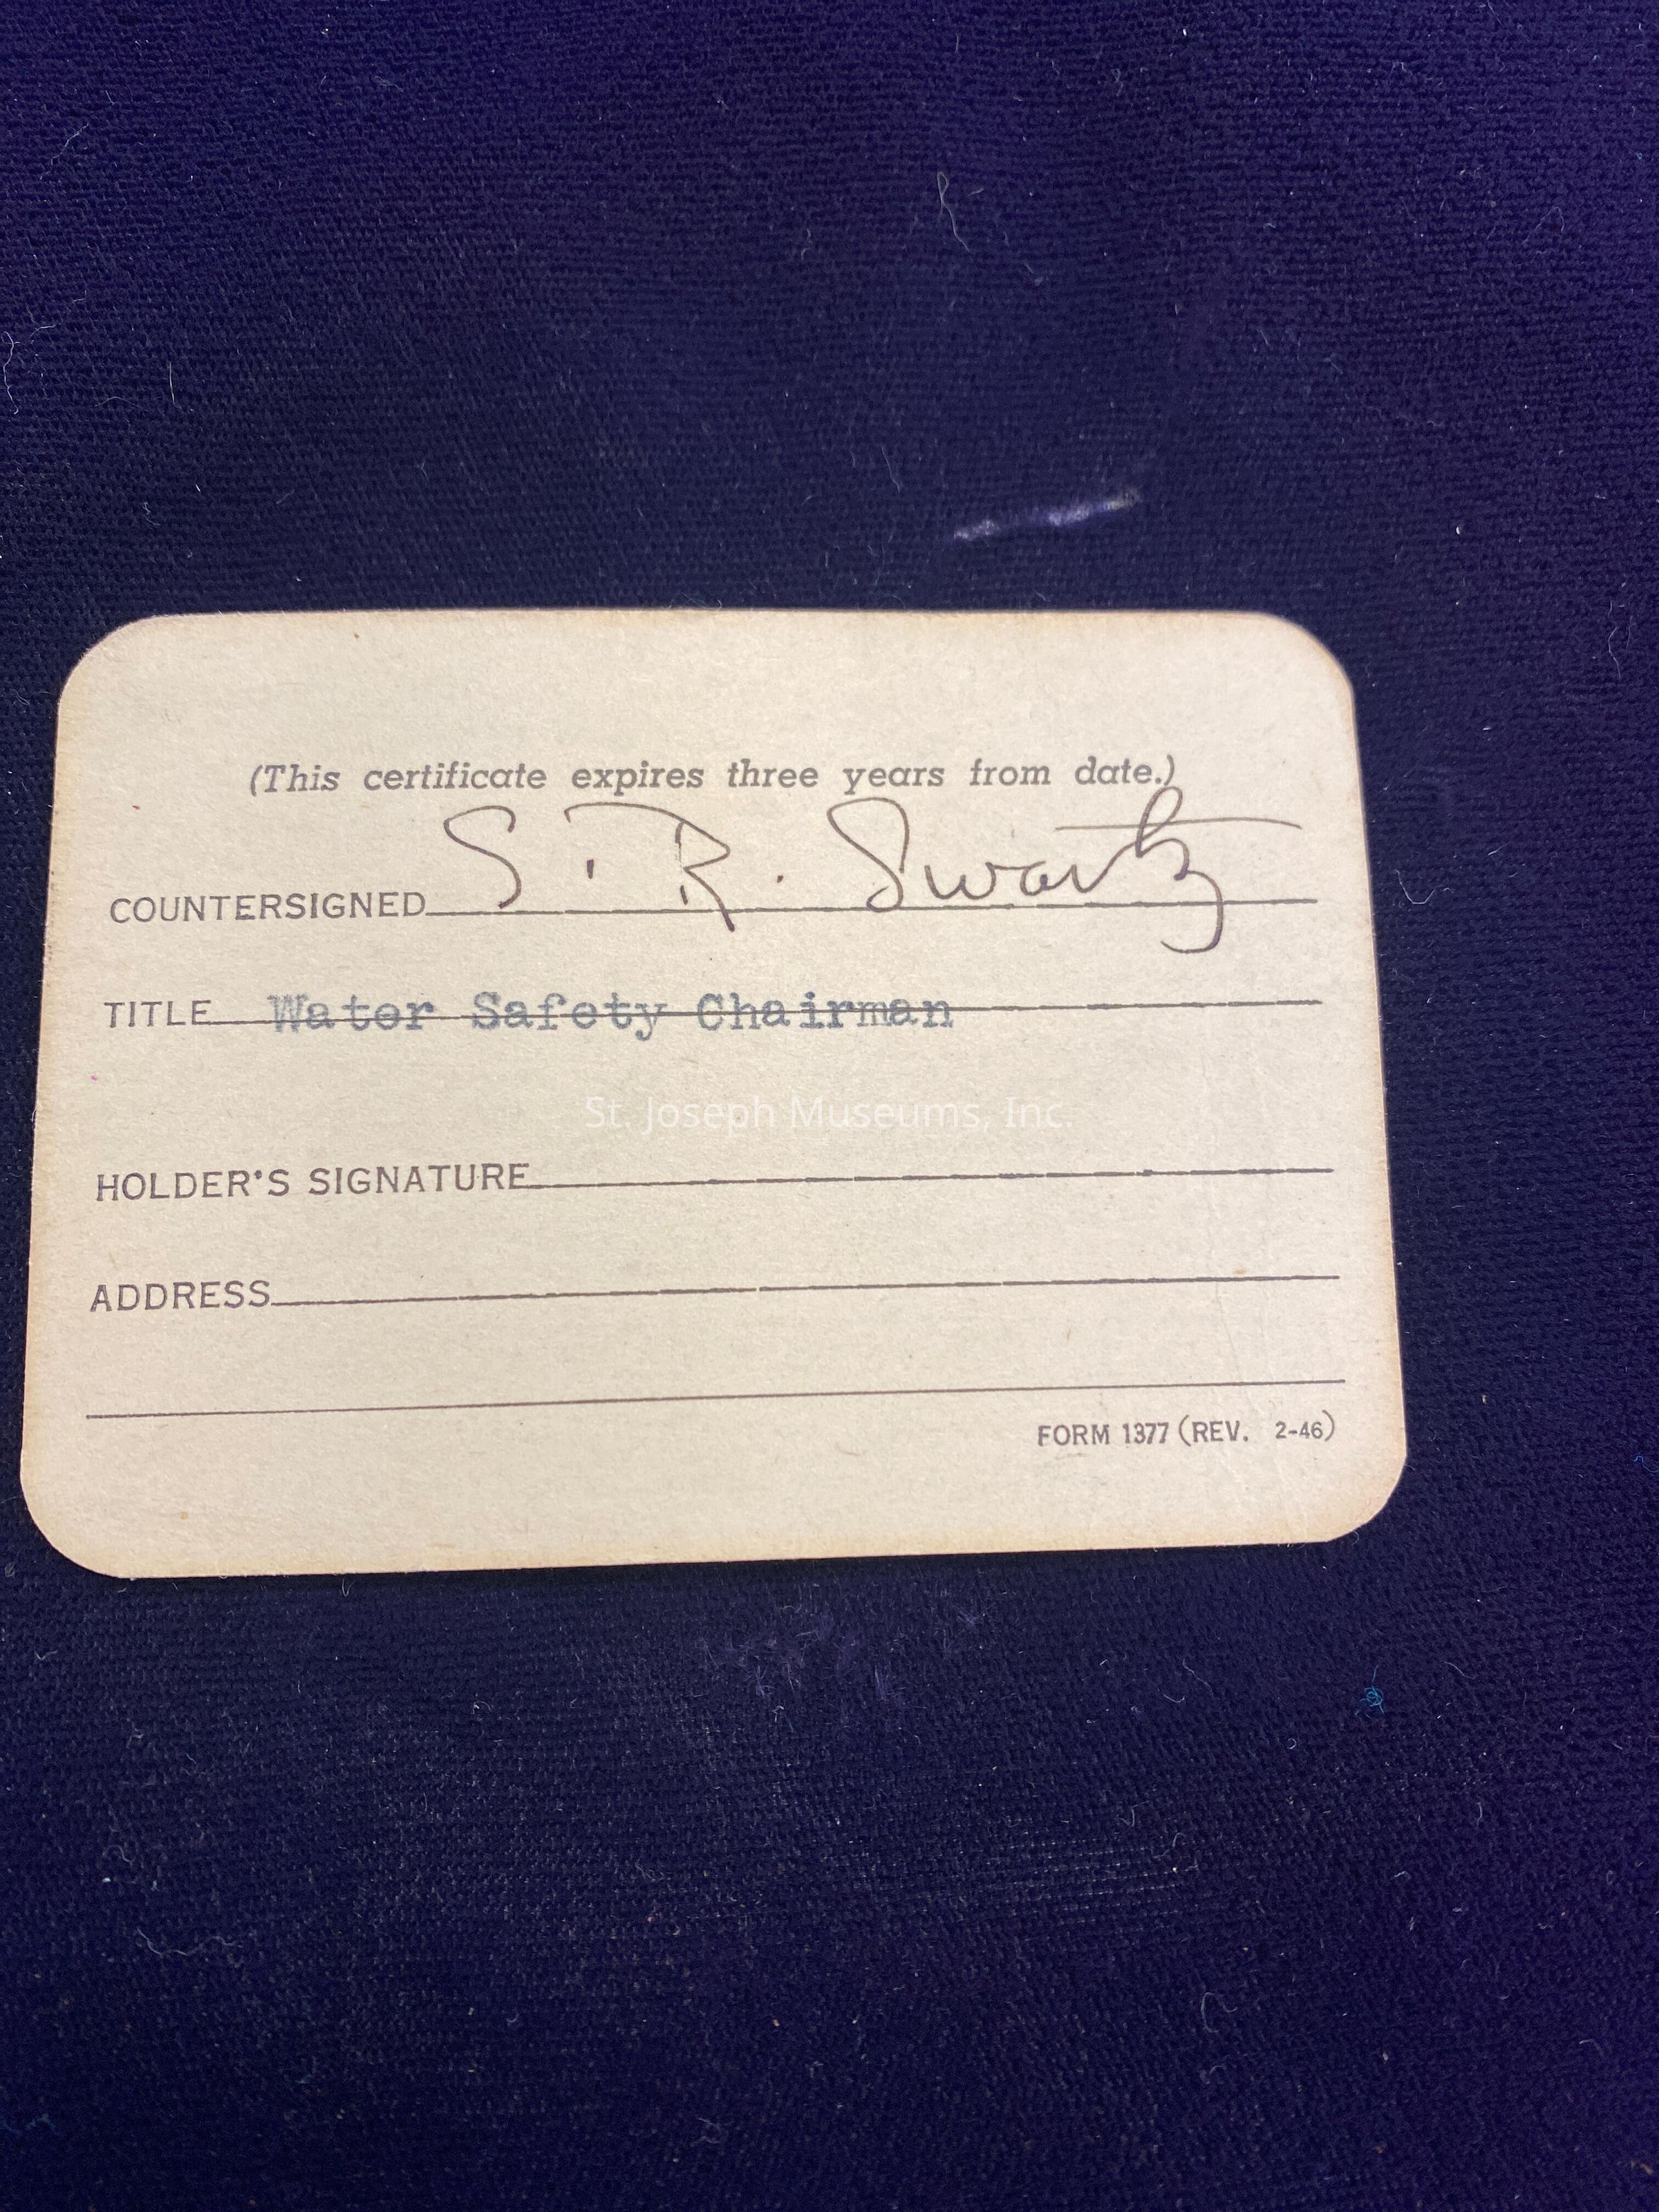 (This certificate expires three years from date.)
COUNTERSIGNED S. R. Swartz
TITLE Water Safety Chairman
St. Joseph Museums, Inc.
HOLDER'S SIGNATURE
ADDRESS
FORM 1377 (REV. 2-46)